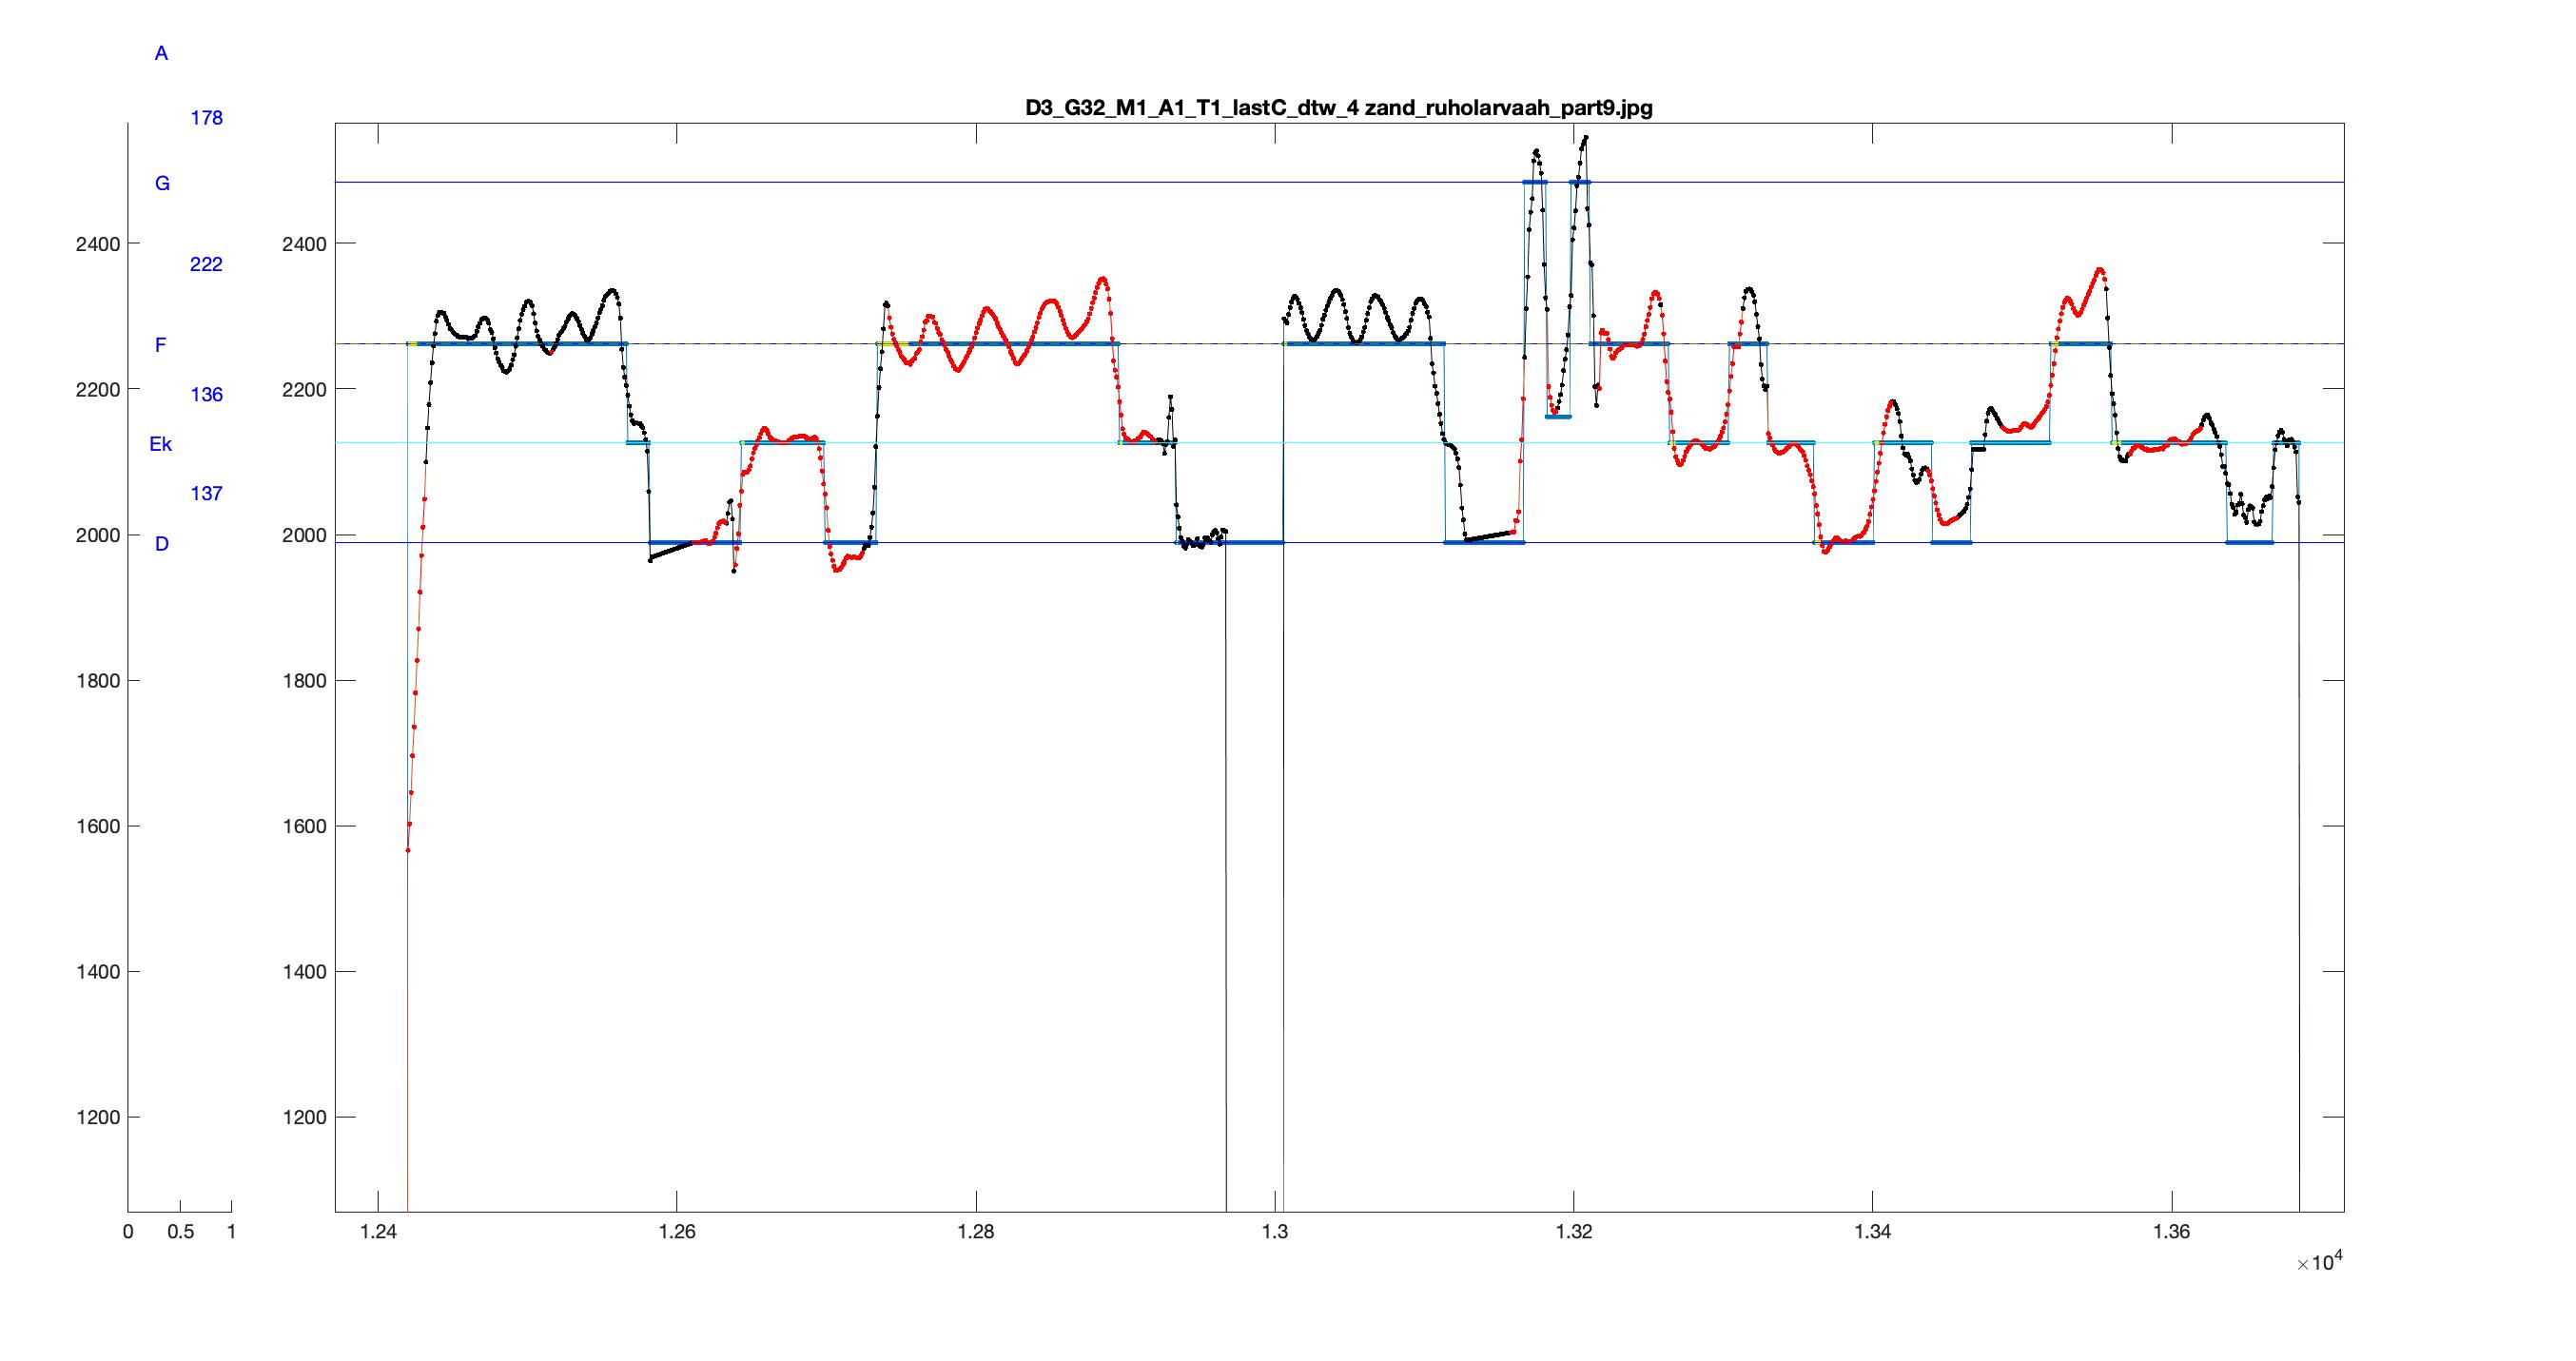 A
178
D3_G32_M1_A1_T1_lastC_dtw_4 zand_ruholarvaah_part9.jpg
G
2400 2400
222
F
2200 2200
136
Ek
137
2000 D 2000
1800 1800
1600 1600
1400 1400
1200 1200
0 0.5 1 1.24 1.26 1.28 1.3 1.32 1.34 1.36
×10⁴